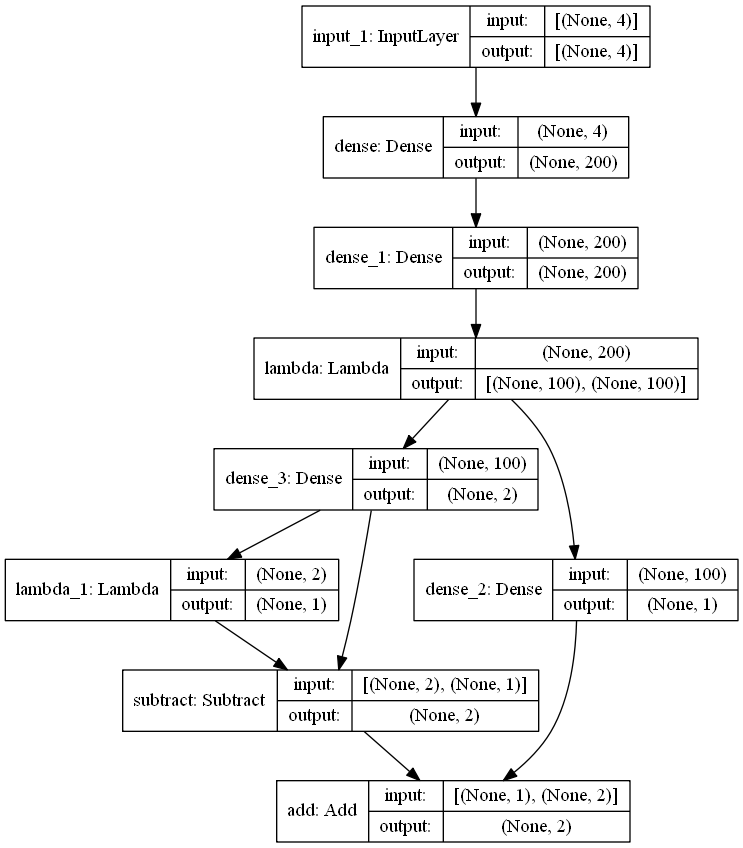 input_1: InputLayer
input: [(None, 4)]
output: [(None, 4)]
dense: Dense
input: (None, 4)
output: (None, 200)
dense_1: Dense
input: (None, 200)
output: (None, 200)
lambda: Lambda
input: (None, 200)
output: [(None, 100), (None, 100)]
dense_3: Dense
input: (None, 100)
output: (None, 2)
lambda_1: Lambda
input: (None, 2)
output: (None, 1)
dense_2: Dense
input: (None, 100)
output: (None, 1)
subtract: Subtract
input: [(None, 2), (None, 1)]
output: (None, 2)
add: Add
input: [(None, 1), (None, 2)]
output: (None, 2)